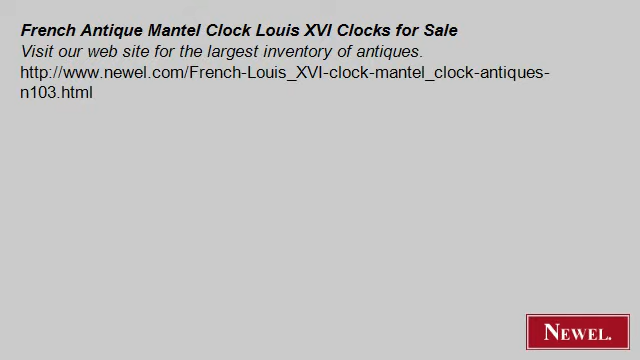 French Antique Mantel Clock Louis XVI Clocks for Sale
Visit our web site for the largest inventory of antiques.
http://www.newel.com/French-Louis_XVI-clock-mantel_clock-antiques-
n103.html
NEWEL.